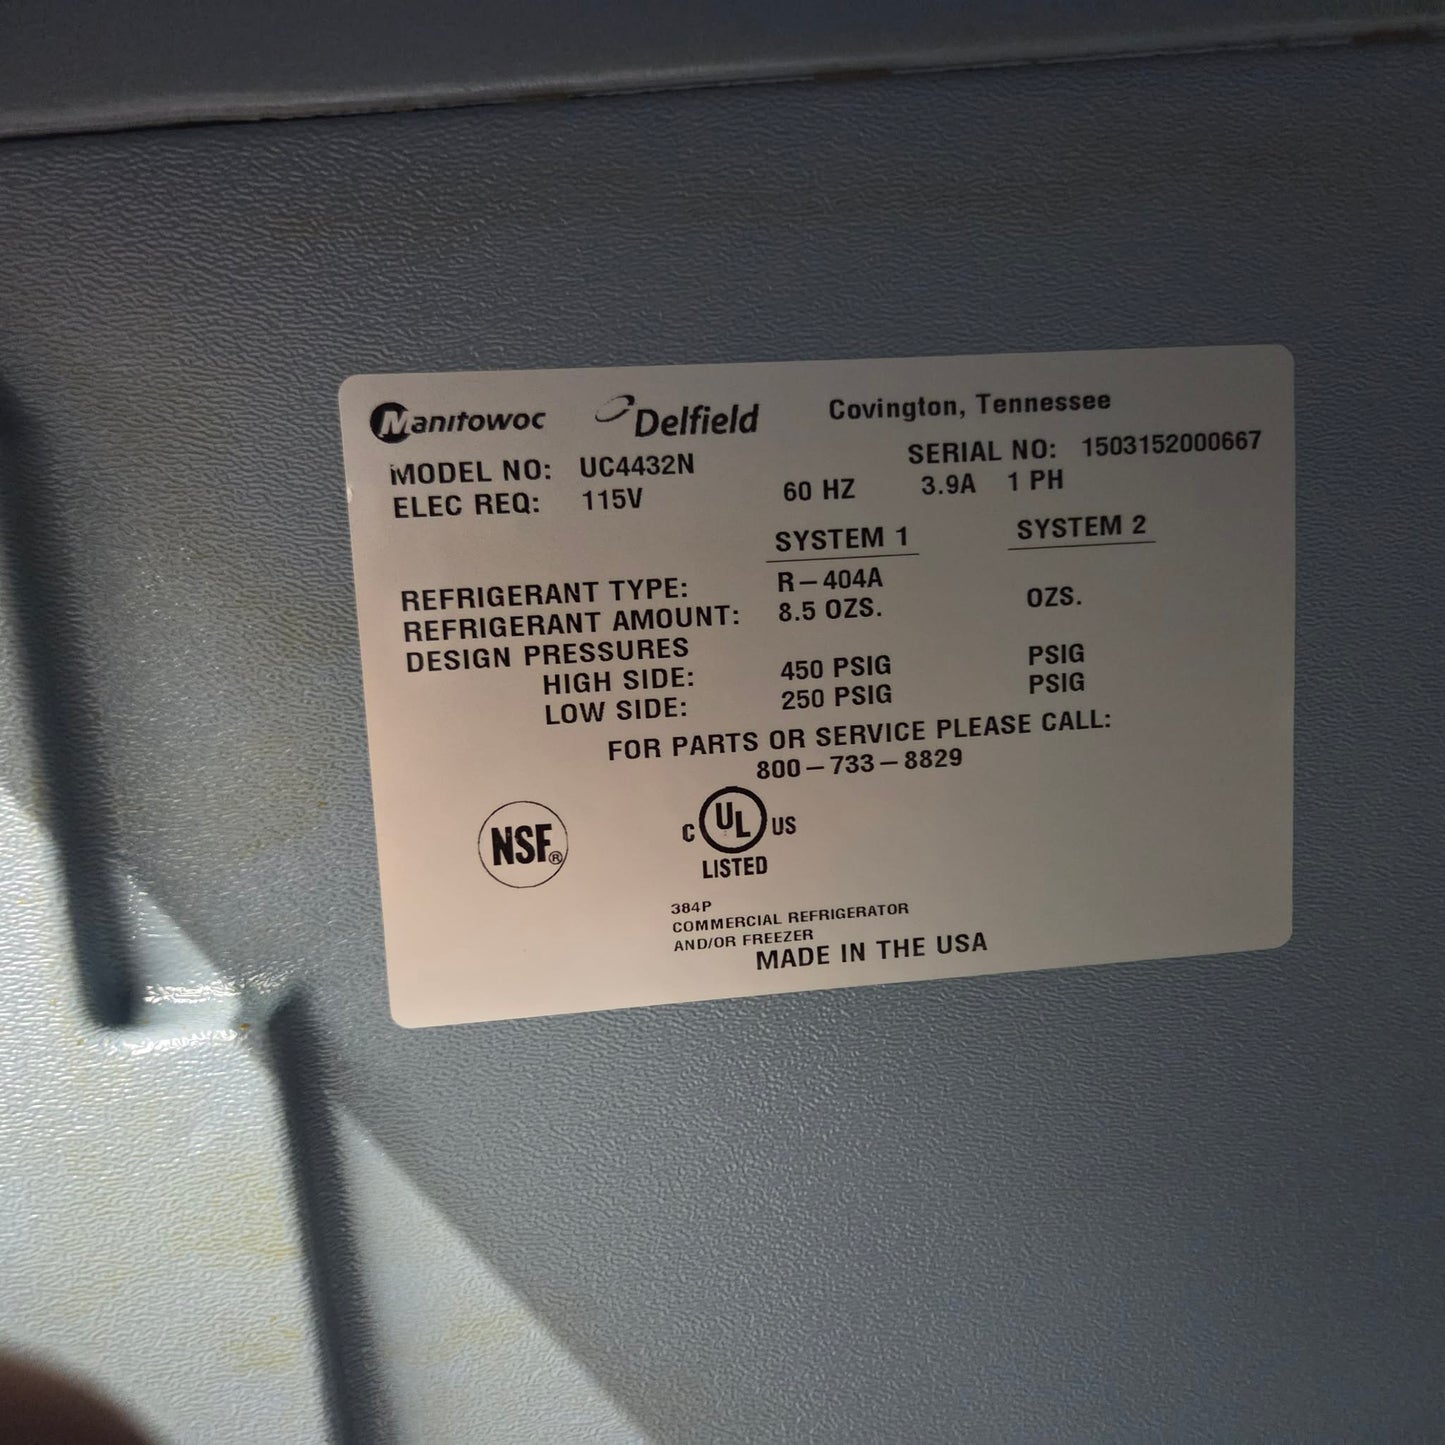 Manitowoc Delfield Covington, Tennessee
MODEL NO: UC4432N SERIAL NO: 1503152000667
ELEC REQ: 115V 60 HZ 3.9A 1 PH
SYSTEM 1 SYSTEM 2
REFRIGERANT TYPE: R-404A
REFRIGERANT AMOUNT: 8.5 OZS. OZS.
DESIGN PRESSURES
HIGH SIDE: 450 PSIG PSIG
LOW SIDE: 250 PSIG PSIG
FOR PARTS OR SERVICE PLEASE CALL:
800-733-8829
NSF®
C UL US
LISTED
384P
COMMERCIAL REFRIGERATOR
AND/OR FREEZER
MADE IN THE USA